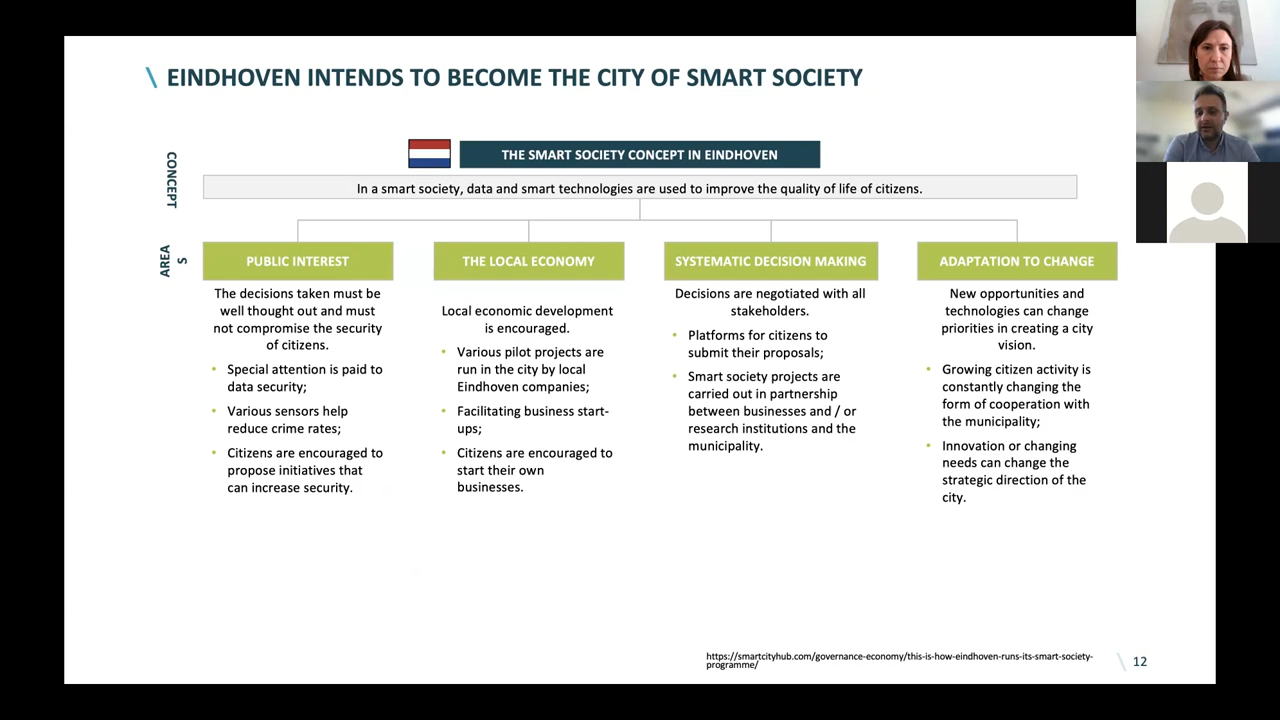 \ EINDHOVEN INTENDS TO BECOME THE CITY OF SMART SOCIETY
CONCEPT
THE SMART SOCIETY CONCEPT IN EINDHOVEN
In a smart society, data and smart technologies are used to improve the quality of life of citizens.
AREA
S
PUBLIC INTEREST
The decisions taken must be
well thought out and must
not compromise the security
of citizens.
• Special attention is paid to
data security;
• Various sensors help
reduce crime rates;
• Citizens are encouraged to
propose initiatives that
can increase security.
THE LOCAL ECONOMY
Local economic development
is encouraged.
• Various pilot projects are
run in the city by local
Eindhoven companies;
• Facilitating business start-
ups;
• Citizens are encouraged to
start their own
businesses.
SYSTEMATIC DECISION MAKING
Decisions are negotiated with all
stakeholders.
• Platforms for citizens to
submit their proposals;
• Smart society projects are
carried out in partnership
between businesses and / or
research institutions and the
municipality.
ADAPTATION TO CHANGE
New opportunities and
technologies can change
priorities in creating a city
vision.
• Growing citizen activity is
constantly changing the
form of cooperation with
the municipality;
• Innovation or changing
needs can change the
strategic direction of the
city.
https://smartcityhub.com/governance-economy/this-is-how-eindhoven-runs-its-smart-society-
programme/
\ 12